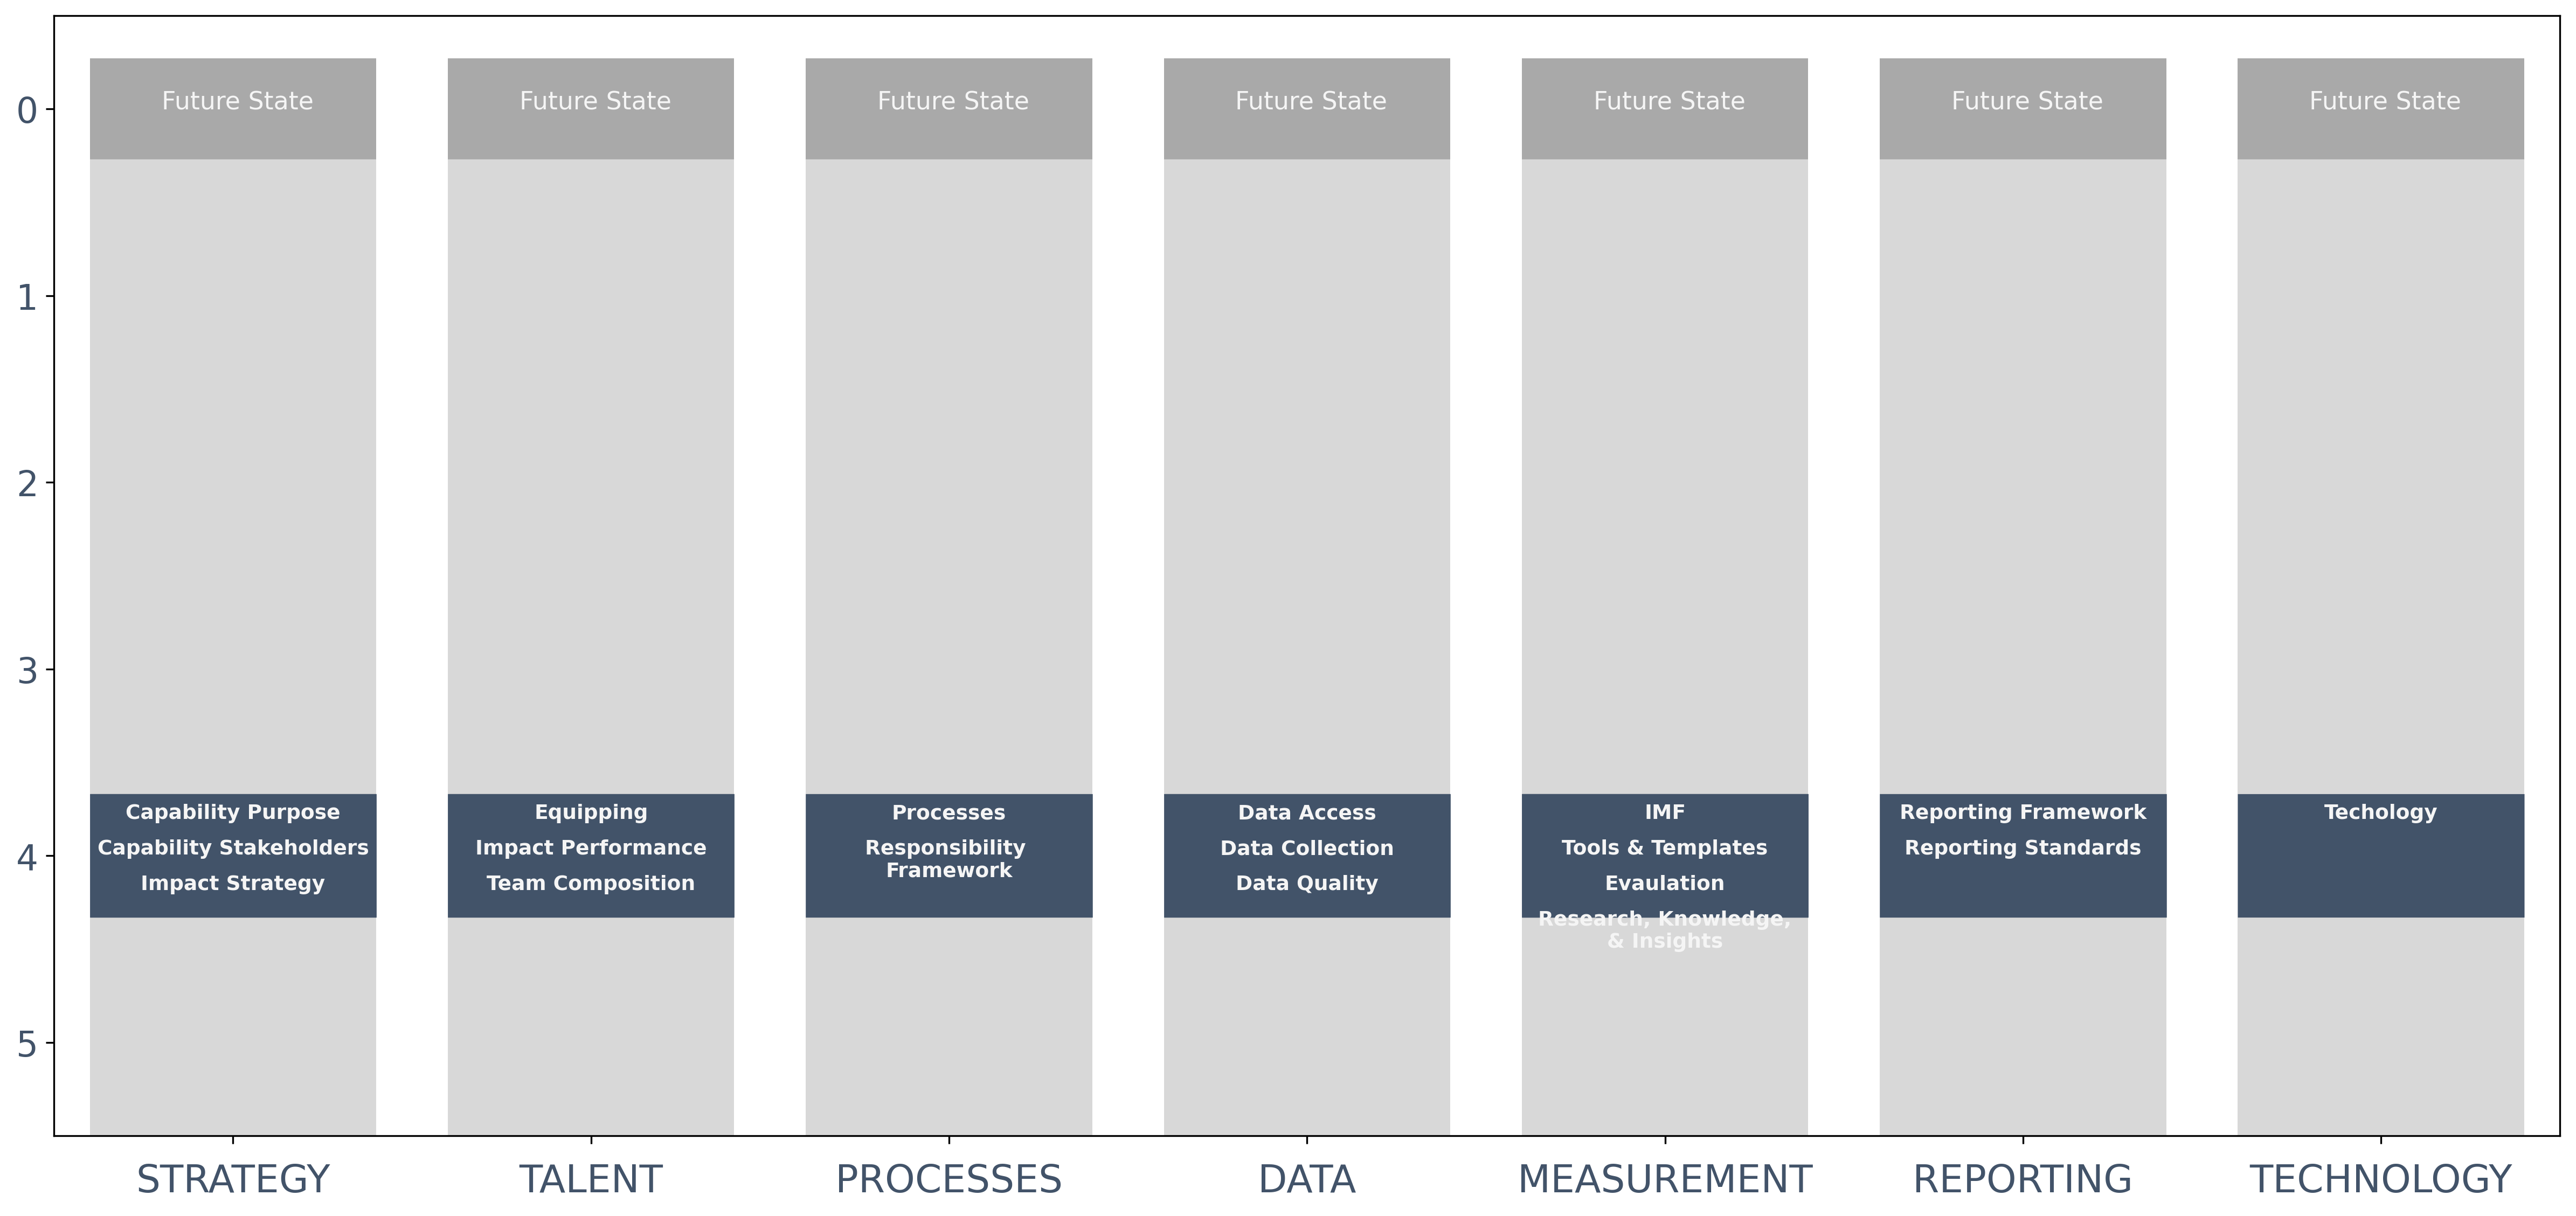 Future State
Future State
Future State
Future State
Future State
Future State
Future State
0
1
2
3
4
5
Capability Purpose
Capability Stakeholders
Impact Strategy
Equipping
Impact Performance
Team Composition
Processes
Responsibility
Framework
Data Access
Data Collection
Data Quality
IMF
Tools & Templates
Evaulation
Research, Knowledge,
& Insights
Reporting Framework
Reporting Standards
Techology
STRATEGY
TALENT
PROCESSES
DATA
MEASUREMENT
REPORTING
TECHNOLOGY